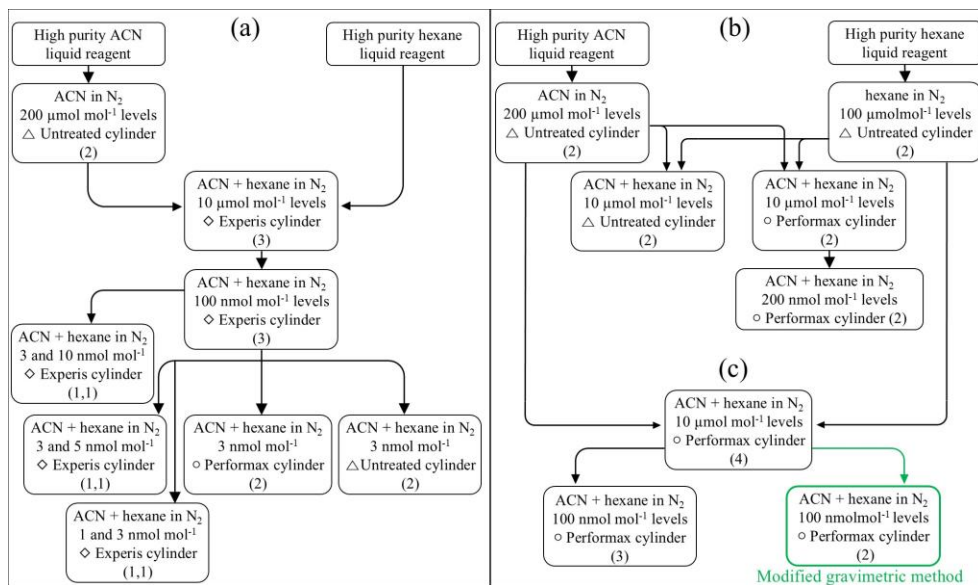 (a)
High purity ACN
liquid reagent
High purity hexane
liquid reagent
ACN in N₂
200 µmol mol⁻¹ levels
△ Untreated cylinder
(2)
ACN + hexane in N₂
10 µmol mol⁻¹ levels
◇ Experis cylinder
(3)
ACN + hexane in N₂
100 nmol mol⁻¹ levels
◇ Experis cylinder
(3)
ACN + hexane in N₂
3 and 10 nmol mol⁻¹
◇ Experis cylinder
(1,1)
ACN + hexane in N₂
3 and 5 nmol mol⁻¹
◇ Experis cylinder
(1,1)
ACN + hexane in N₂
3 nmol mol⁻¹
○ Performax cylinder
(2)
ACN + hexane in N₂
3 nmol mol⁻¹
△ Untreated cylinder
(2)
ACN + hexane in N₂
1 and 3 nmol mol⁻¹
◇ Experis cylinder
(1,1)
(b)
High purity ACN
liquid reagent
High purity hexane
liquid reagent
ACN in N₂
200 µmol mol⁻¹ levels
△ Untreated cylinder
(2)
hexane in N₂
100 µmolmol⁻¹ levels
△ Untreated cylinder
(2)
ACN + hexane in N₂
10 µmol mol⁻¹ levels
△ Untreated cylinder
(2)
ACN + hexane in N₂
10 µmol mol⁻¹ levels
○ Performax cylinder
(2)
ACN + hexane in N₂
200 nmol mol⁻¹ levels
○ Performax cylinder (2)
(c)
ACN + hexane in N₂
10 µmol mol⁻¹ levels
○ Performax cylinder
(4)
ACN + hexane in N₂
100 nmol mol⁻¹ levels
○ Performax cylinder
(3)
ACN + hexane in N₂
100 nmolmol⁻¹ levels
○ Performax cylinder
(2)
Modified gravimetric method